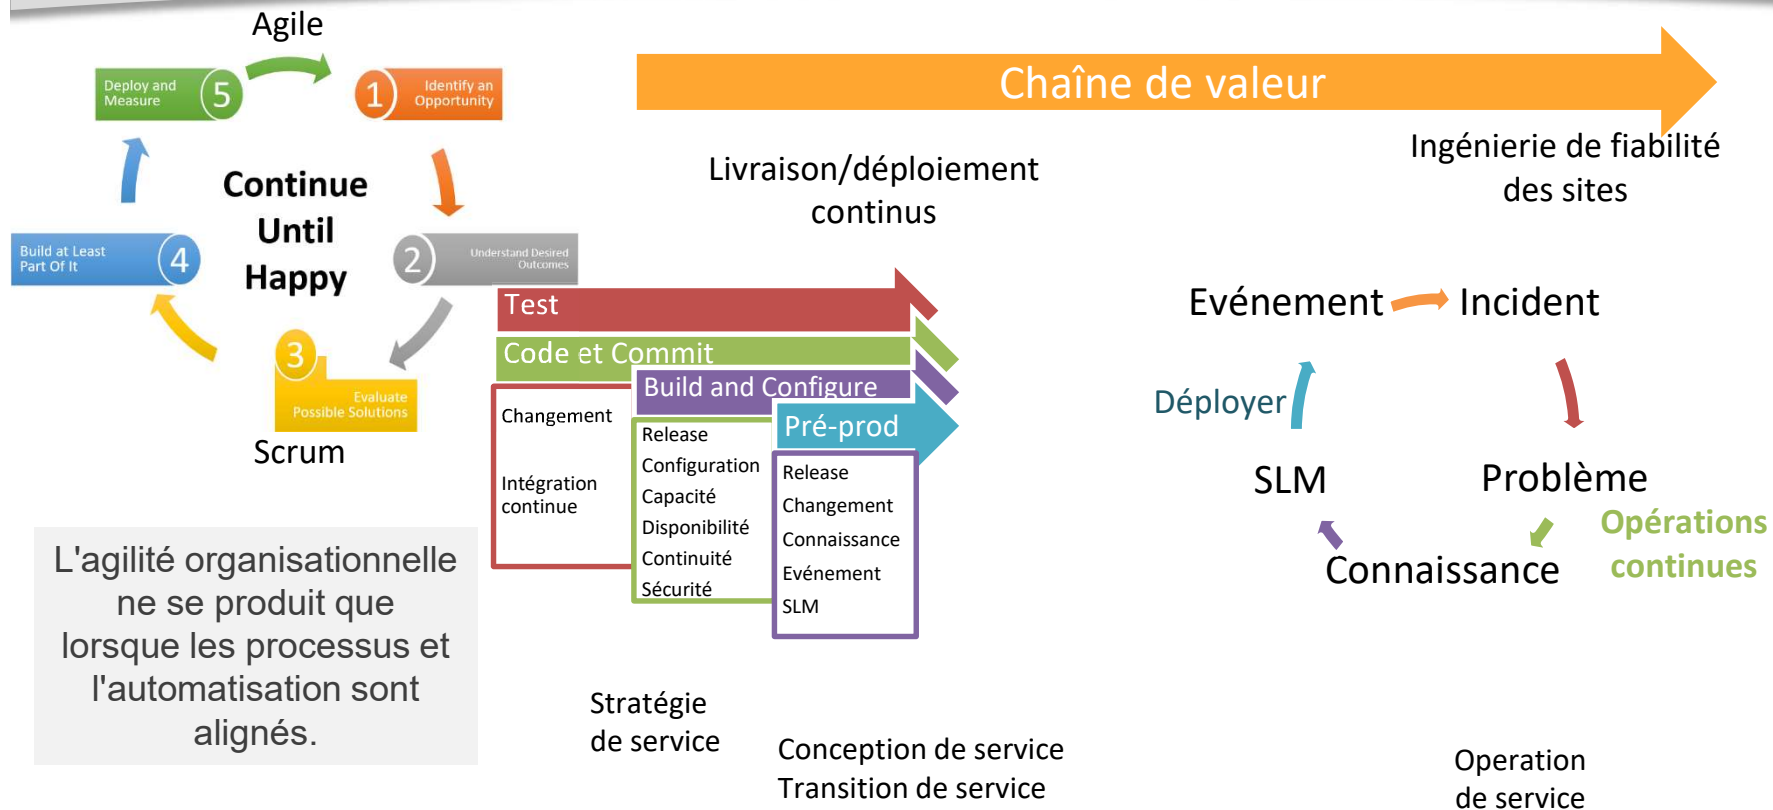 Agile
Deploy and
Measure
5
1
Identify an
Opportunity
Continue
Until
Happy
Build at Least
Part Of It
4
2
Understand Desired
Outcomes
3
Evaluate
Possible Solutions
Scrum
L'agilité organisationnelle
ne se produit que
lorsque les processus et
l'automatisation sont
alignés.
Chaîne de valeur
Livraison/déploiement
continus
Ingénierie de fiabilité
des sites
Test
Code et Commit
Build and Configure
Pré-prod
Changement
Intégration
continue
Release
Configuration
Capacité
Disponibilité
Continuité
Sécurité
Release
Changement
Connaissance
Evénement
SLM
Evénement
Incident
Déployer
SLM
Problème
Opérations
continues
Connaissance
Stratégie
de service
Conception de service
Transition de service
Operation
de service